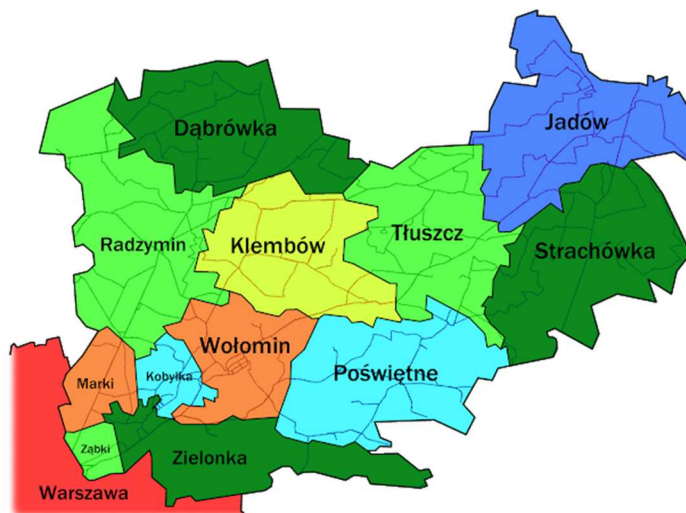 Dąbrówka
Jadów
Radzymin
Klembów
Tłuszcz
Strachówka
Wołomin
Poświętne
Marki
Kobyłka
Ząbki
Zielonka
Warszawa